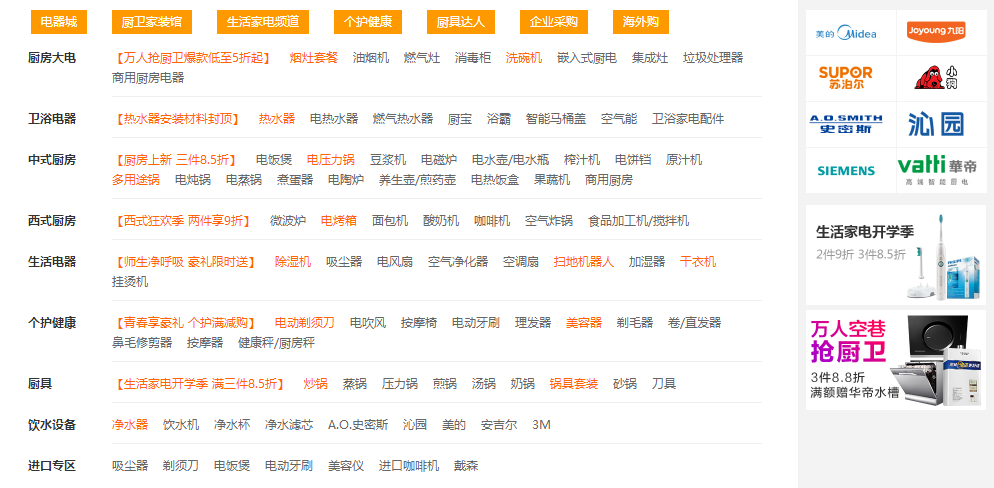 电器城 厨卫家装馆 生活家电频道 个护健康 厨具达人 企业采购 海外购
厨房大电 【万人抢厨卫爆款低至5折起】 烟灶套餐 油烟机 燃气灶 消毒柜 洗碗机 嵌入式厨电 集成灶 垃圾处理器
商用厨房电器
卫浴电器 【热水器安装材料封顶】 热水器 电热水器 燃气热水器 厨宝 浴霸 智能马桶盖 空气能 卫浴家电配件
中式厨房 【厨房上新 三件8.5折】 电饭煲 电压力锅 豆浆机 电磁炉 电水壶/电水瓶 榨汁机 电饼铛 原汁机
多用途锅 电炖锅 电蒸锅 煮蛋器 电陶炉 养生壶/煎药壶 电热饭盒 果蔬机 商用厨房
西式厨房 【西式狂欢季 两件享9折】 微波炉 电烤箱 面包机 酸奶机 咖啡机 空气炸锅 食品加工机/搅拌机
生活电器 【师生净呼吸 豪礼限时送】 除湿机 吸尘器 电风扇 空气净化器 空调扇 扫地机器人 加湿器 干衣机
挂烫机
个护健康 【青春享豪礼 个护满减购】 电动剃须刀 电吹风 按摩椅 电动牙刷 理发器 美容器 剃毛器 卷/直发器
鼻毛修剪器 按摩器 健康秤/厨房秤
厨具 【生活家电开学季 满三件8.5折】 炒锅 蒸锅 压力锅 煎锅 汤锅 奶锅 锅具套装 砂锅 刀具
饮水设备 净水器 饮水机 净水杯 净水滤芯 A.O.史密斯 沁园 美的 安吉尔 3M
进口专区 吸尘器 剃须刀 电饭煲 电动牙刷 美容仪 进口咖啡机 戴森
美的 Midea
Joyoung 九阳
SUPOR
苏泊尔
小狗
A.O.SMITH
史密斯
沁园
SIEMENS
vatti 華帝
高端智能厨电
生活家电开学季
2件9折 3件8.5折
万人空巷
抢厨卫
3件8.8折
满额赠华帝水槽